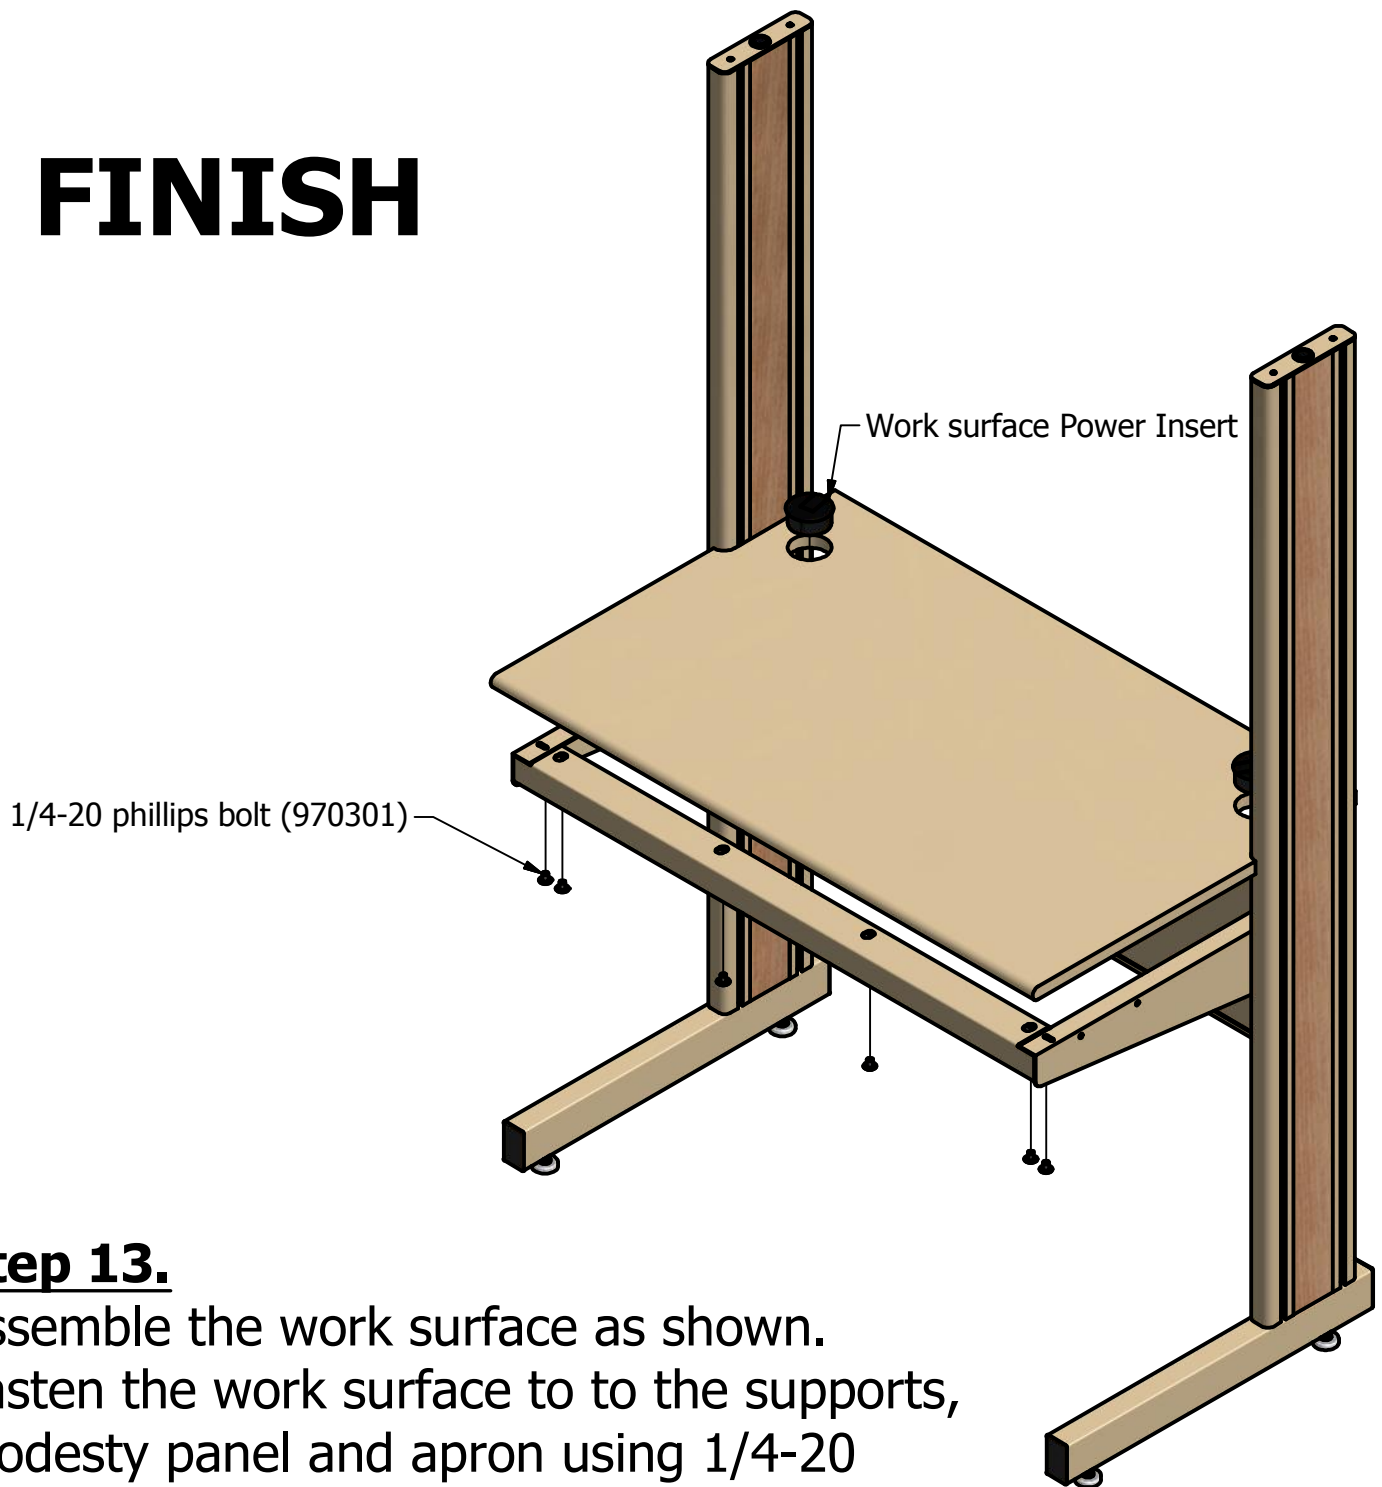 FINISH
Work surface Power Insert
1/4-20 phillips bolt (970301)
tep 13.
ssemble the work surface as shown.
asten the work surface to to the supports,
odesty panel and apron using 1/4-20